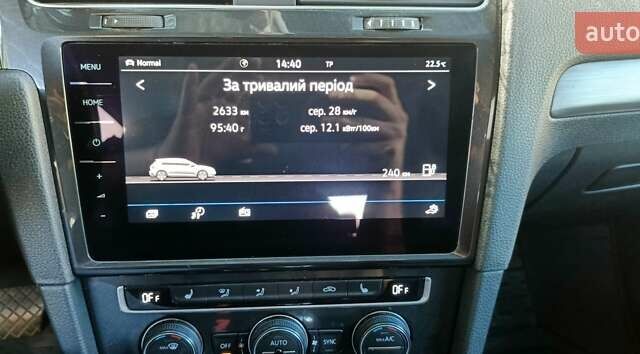 auto
MENU
Normal
14:40
TP
22.5°C
За тривалий період
HOME
2633 км
сер. 28 км/г
95:40 г
сер. 12.1 кВт/100км
240 км
OFF
OFF
OFF
AUTO
A/C